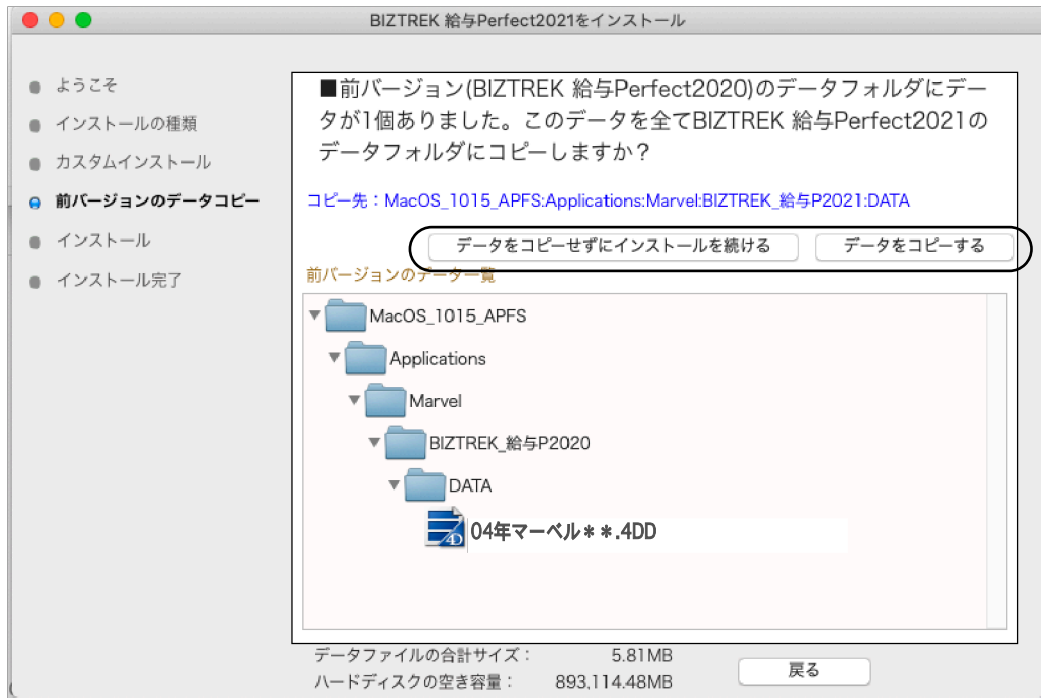 BIZTREK 給与Perfect2021をインストール
ようこそ
インストールの種類
カスタムインストール
前バージョンのデータコピー
インストール
インストール完了
■前バージョン(BIZTREK 給与Perfect2020)のデータフォルダにデー
タが1個ありました。このデータを全てBIZTREK 給与Perfect2021の
データフォルダにコピーしますか？
コピー先：MacOS_1015_APFS:Applications:Marvel:BIZTREK_給与P2021:DATA
データをコピーせずにインストールを続ける
データをコピーする
前バージョンのデータ一覧
MacOS_1015_APFS
Applications
Marvel
BIZTREK_給与P2020
DATA
04年マーベル＊＊.4DD
データファイルの合計サイズ： 5.81MB
ハードディスクの空き容量： 893,114.48MB
戻る